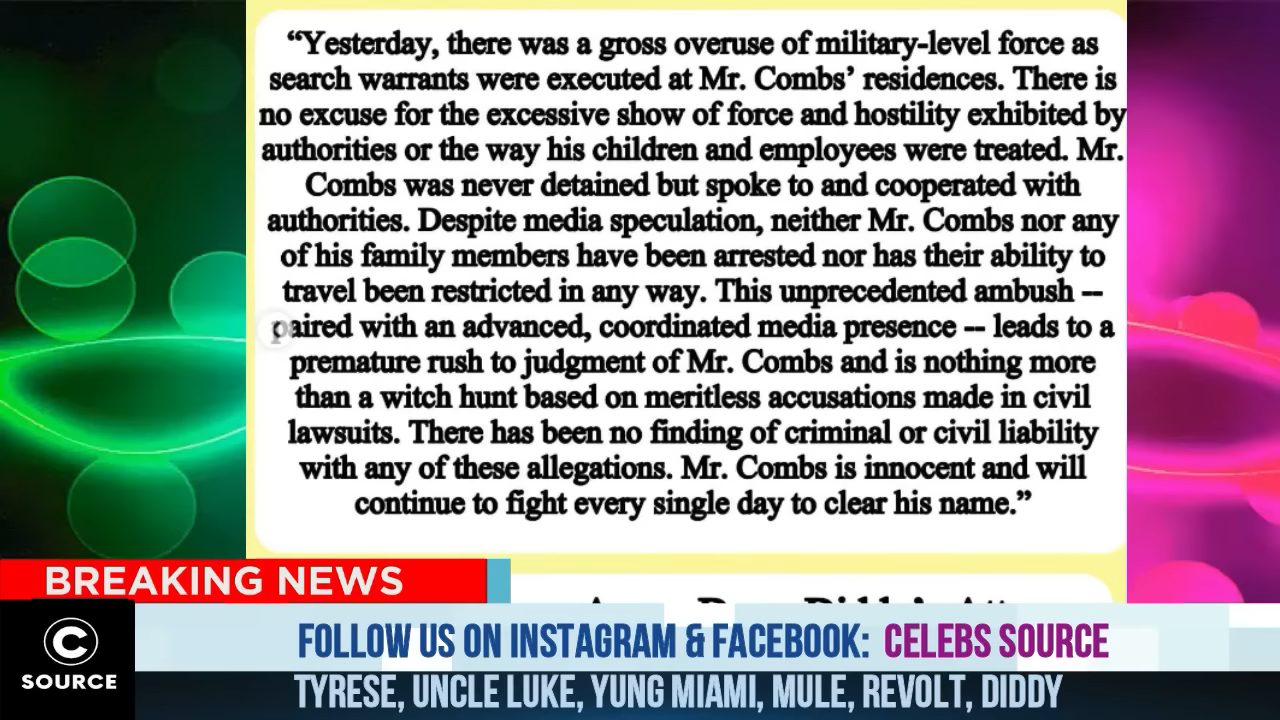 “Yesterday, there was a gross overuse of military-level force as
search warrants were executed at Mr. Combs’ residences. There is
no excuse for the excessive show of force and hostility exhibited by
authorities or the way his children and employees were treated. Mr.
Combs was never detained but spoke to and cooperated with
authorities. Despite media speculation, neither Mr. Combs nor any
of his family members have been arrested nor has their ability to
travel been restricted in any way. This unprecedented ambush --
paired with an advanced, coordinated media presence -- leads to a
premature rush to judgment of Mr. Combs and is nothing more
than a witch hunt based on meritless accusations made in civil
lawsuits. There has been no finding of criminal or civil liability
with any of these allegations. Mr. Combs is innocent and will
continue to fight every single day to clear his name.”
BREAKING NEWS
C
SOURCE
FOLLOW US ON INSTAGRAM & FACEBOOK: CELEBS SOURCE
TYRESE, UNCLE LUKE, YUNG MIAMI, MULE, REVOLT, DIDDY